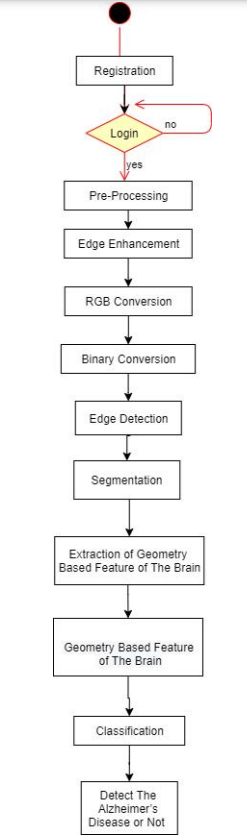 Registration
Login
no
yes
Pre-Processing
Edge Enhancement
RGB Conversion
Binary Conversion
Edge Detection
Segmentation
Extraction of Geometry
Based Feature of The Brain
Geometry Based Feature
of The Brain
Classification
Detect The
Alzheimer's
Disease or Not